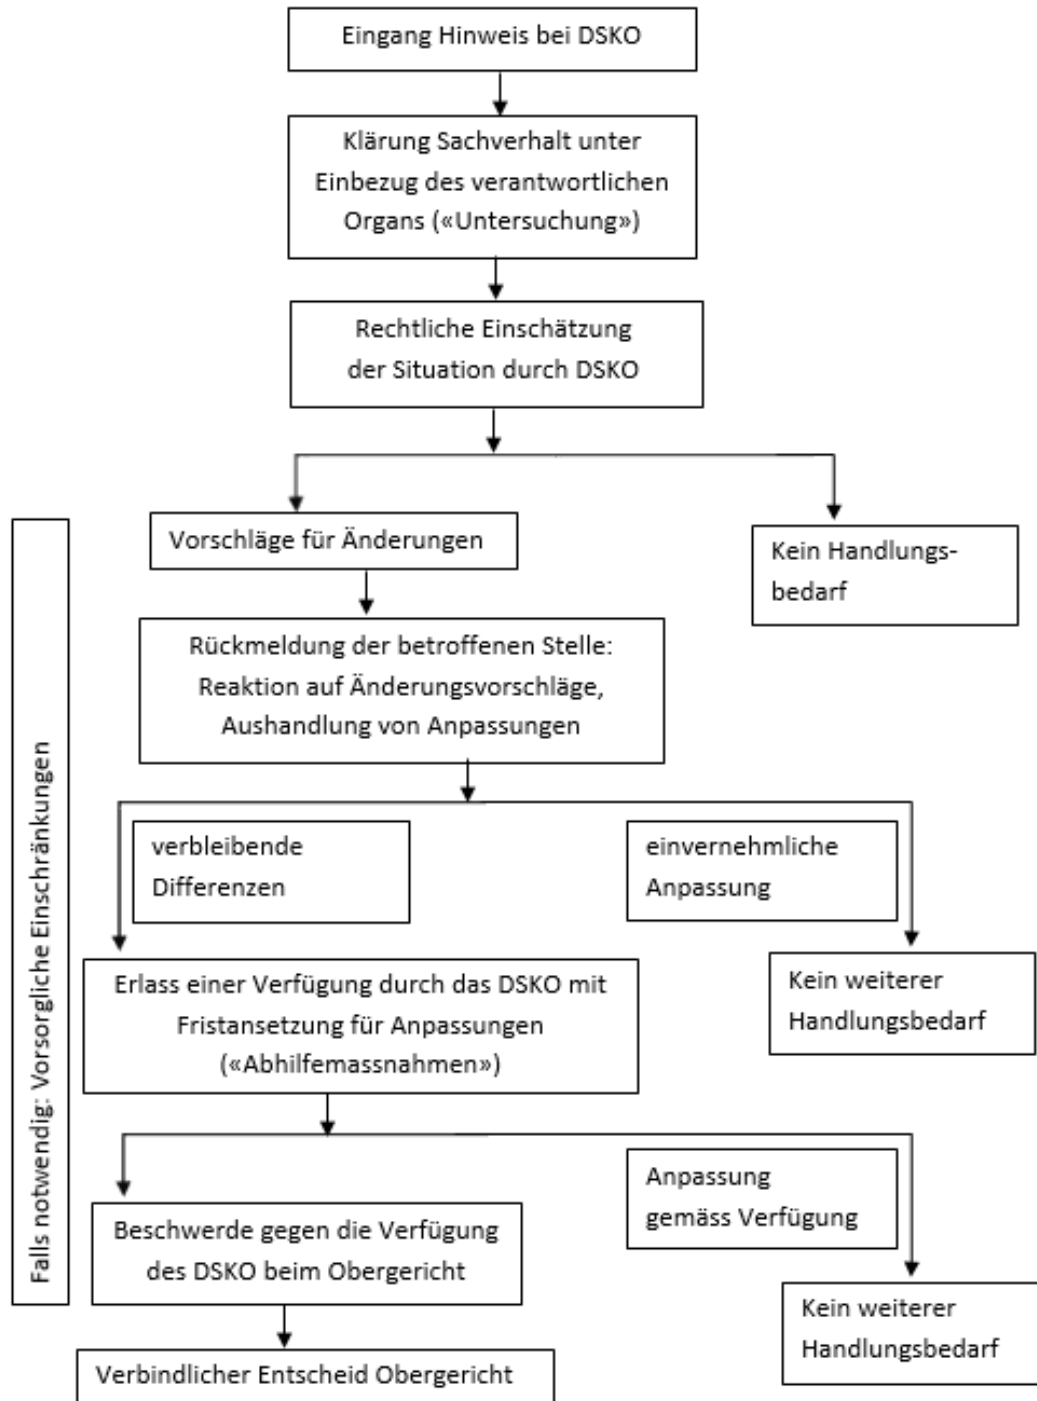 Eingang Hinweis bei DSKO
Klärung Sachverhalt unter
Einbezug des verantwortlichen
Organs («Untersuchung»)
Rechtliche Einschätzung
der Situation durch DSKO
Vorschläge für Änderungen
Kein Handlungs-
bedarf
Rückmeldung der betroffenen Stelle:
Reaktion auf Änderungsvorschläge,
Aushandlung von Anpassungen
verbleibende
Differenzen
einvernehmliche
Anpassung
Erlass einer Verfügung durch das DSKO mit
Fristansetzung für Anpassungen
(«Abhilfemassnahmen»)
Kein weiterer
Handlungsbedarf
Anpassung
gemäss Verfügung
Beschwerde gegen die Verfügung
des DSKO beim Obergericht
Kein weiterer
Handlungsbedarf
Verbindlicher Entscheid Obergericht
Falls notwendig: Vorsorgliche Einschränkungen